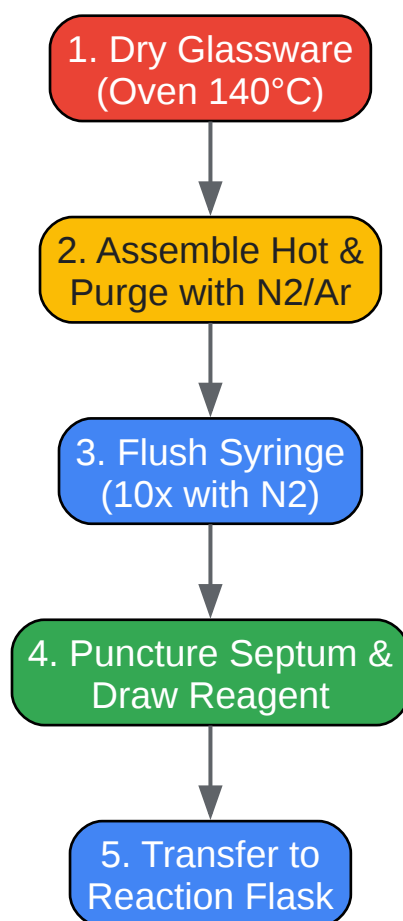 1. Dry Glassware
(Oven 140°C)
2. Assemble Hot &
Purge with N2/Ar
3. Flush Syringe
(10x with N2)
4. Puncture Septum &
Draw Reagent
5. Transfer to
Reaction Flask